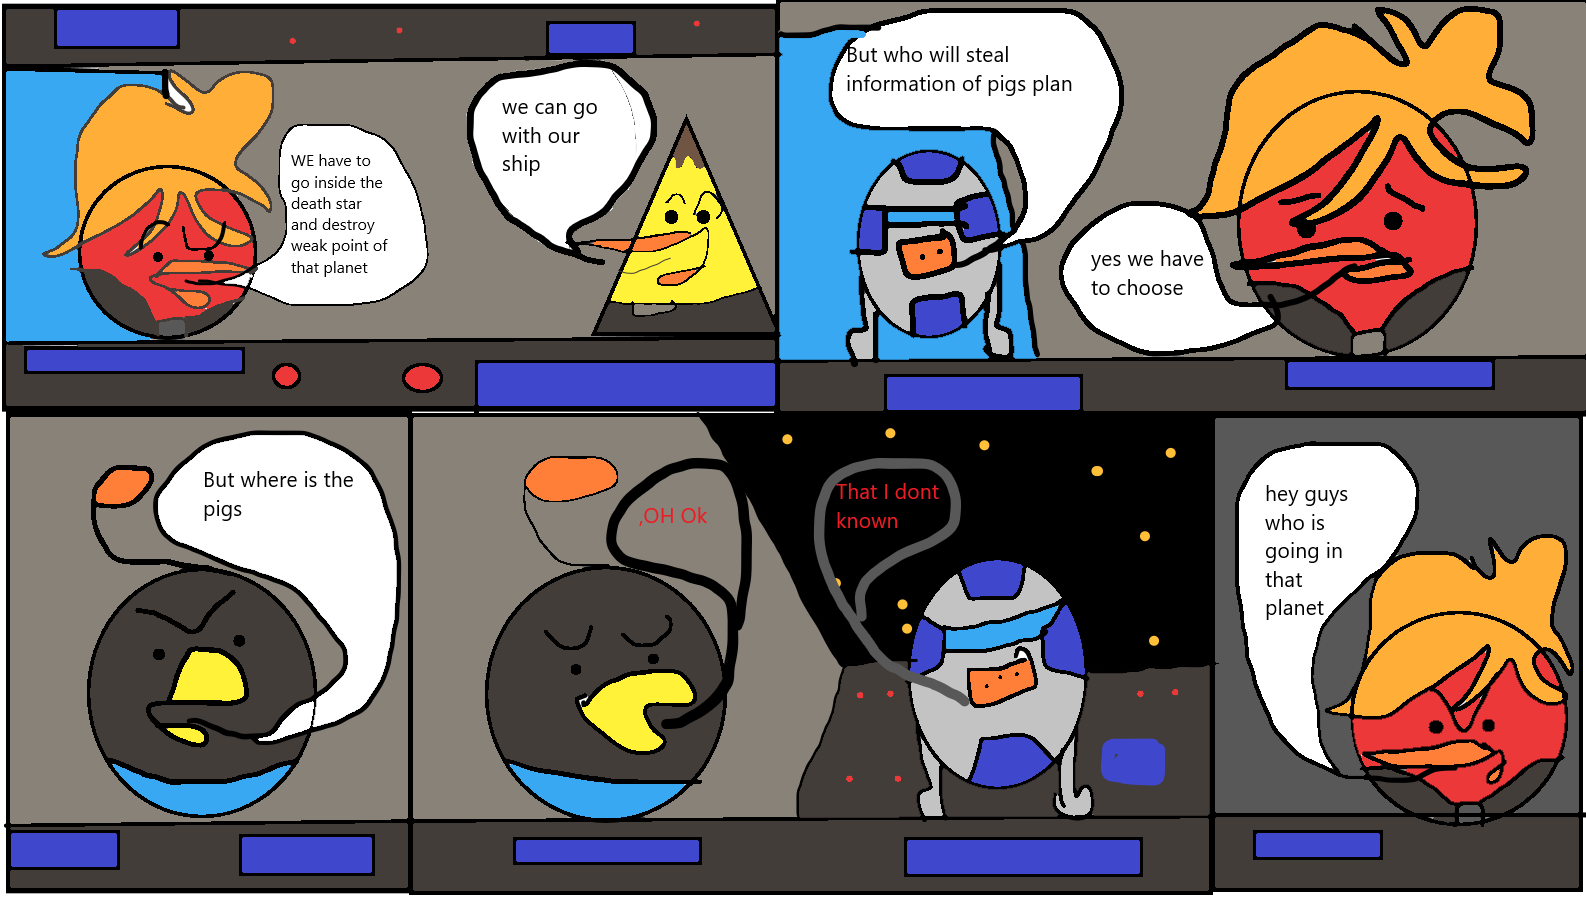 WE have to
go inside the
death star
and destroy
weak point of
that planet
we can go
with our
ship
But who will steal
information of pigs plan
yes we have
to choose
But where is the
pigs
,OH Ok
That I dont
known
hey guys
who is
going in
that
planet